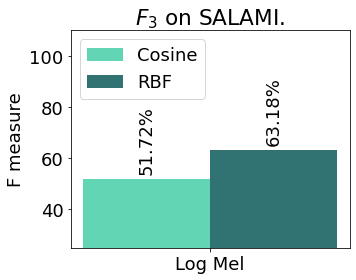 F₃ on SALAMI.
100
80
60
40
F measure
Cosine
RBF
51.72%
63.18%
Log Mel